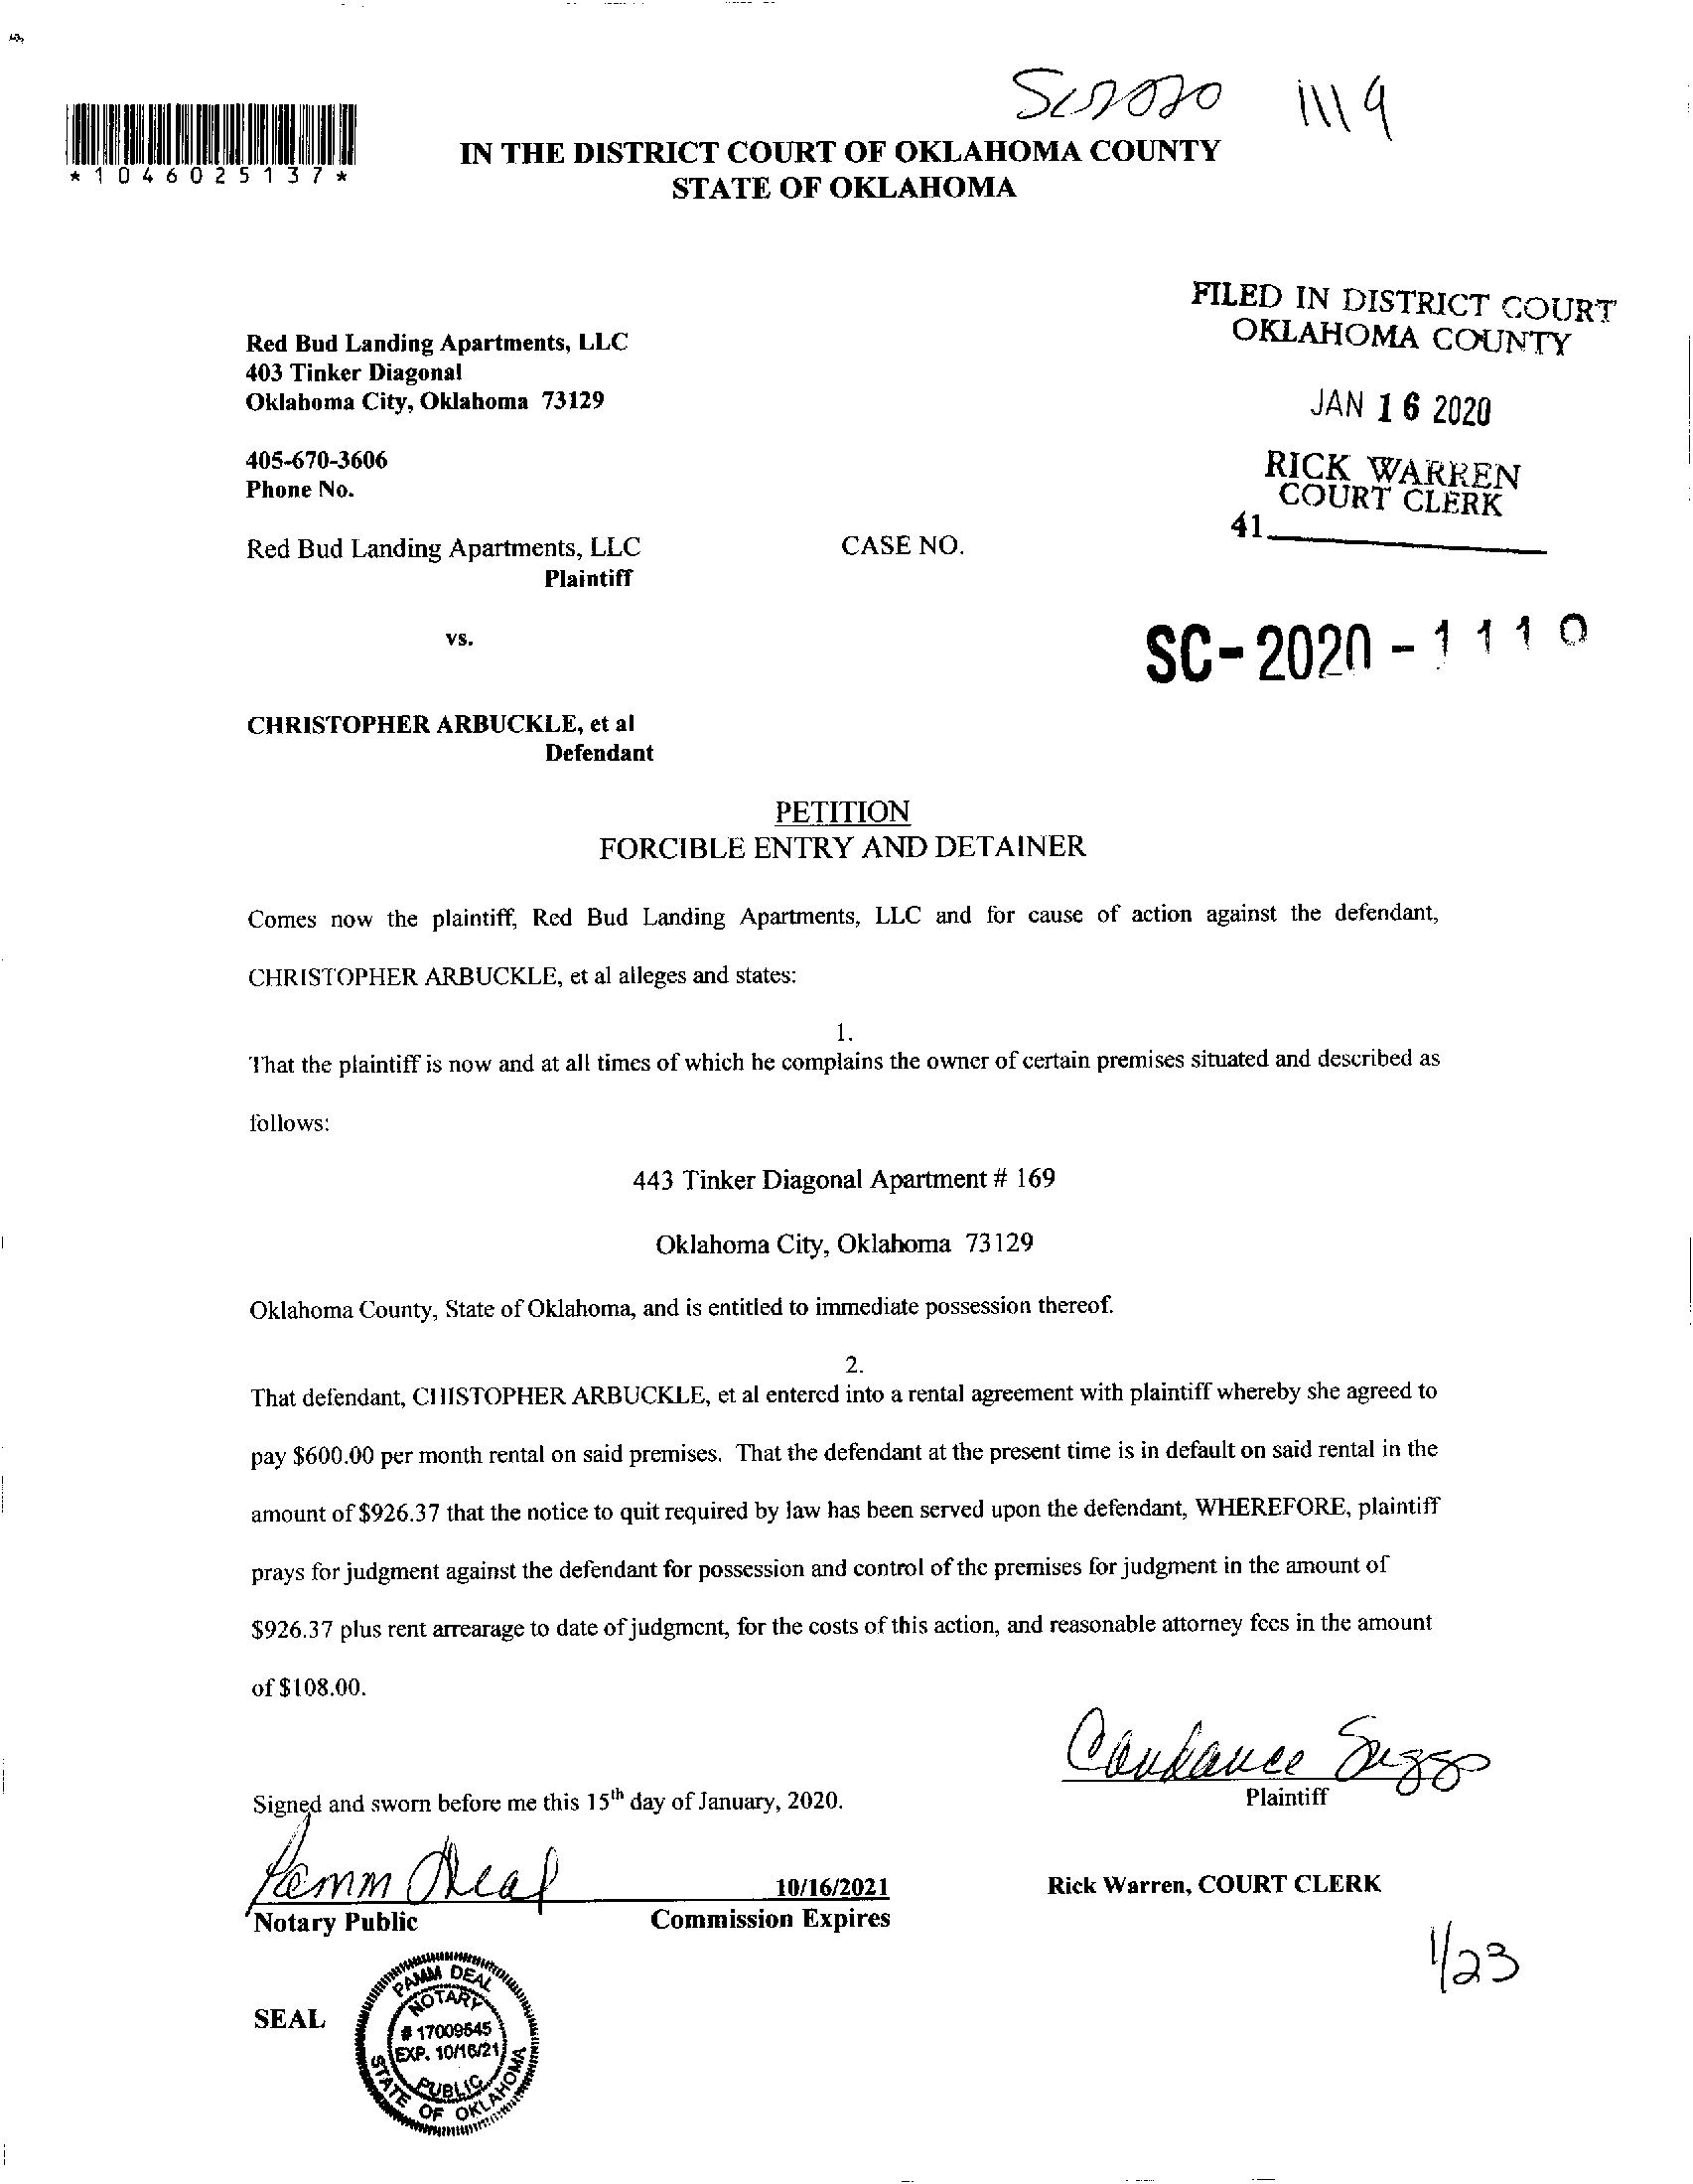 SC2020 1119
*1046025137*
IN THE DISTRICT COURT OF OKLAHOMA COUNTY
STATE OF OKLAHOMA
FILED IN DISTRICT COURT
OKLAHOMA COUNTY
JAN 16 2020
RICK WARREN
COURT CLERK
41
Red Bud Landing Apartments, LLC
403 Tinker Diagonal
Oklahoma City, Oklahoma 73129
405-670-3606
Phone No.
Red Bud Landing Apartments, LLC CASE NO.
Plaintiff
vs.
SC-2020-1110
CHRISTOPHER ARBUCKLE, et al
Defendant
PETITION
FORCIBLE ENTRY AND DETAINER
Comes now the plaintiff, Red Bud Landing Apartments, LLC and for cause of action against the defendant,
CHRISTOPHER ARBUCKLE, et al alleges and states:
1.
That the plaintiff is now and at all times of which he complains the owner of certain premises situated and described as
follows:
443 Tinker Diagonal Apartment # 169
Oklahoma City, Oklahoma 73129
Oklahoma County, State of Oklahoma, and is entitled to immediate possession thereof.
2.
That defendant, CHISTOPHER ARBUCKLE, et al entered into a rental agreement with plaintiff whereby she agreed to
pay $600.00 per month rental on said premises. That the defendant at the present time is in default on said rental in the
amount of $926.37 that the notice to quit required by law has been served upon the defendant, WHEREFORE, plaintiff
prays for judgment against the defendant for possession and control of the premises for judgment in the amount of
$926.37 plus rent arrearage to date of judgment, for the costs of this action, and reasonable attorney fees in the amount
of $108.00.
Candance Suggs
Plaintiff
Signed and sworn before me this 15th day of January, 2020.
Pamm Deal
10/16/2021
Rick Warren, COURT CLERK
Notary Public
Commission Expires
1/23
SEAL
PAMM DEAL
NOTARY
# 17009545
EXP. 10/16/21
PUBLIC
STATE OF OKLAHOMA